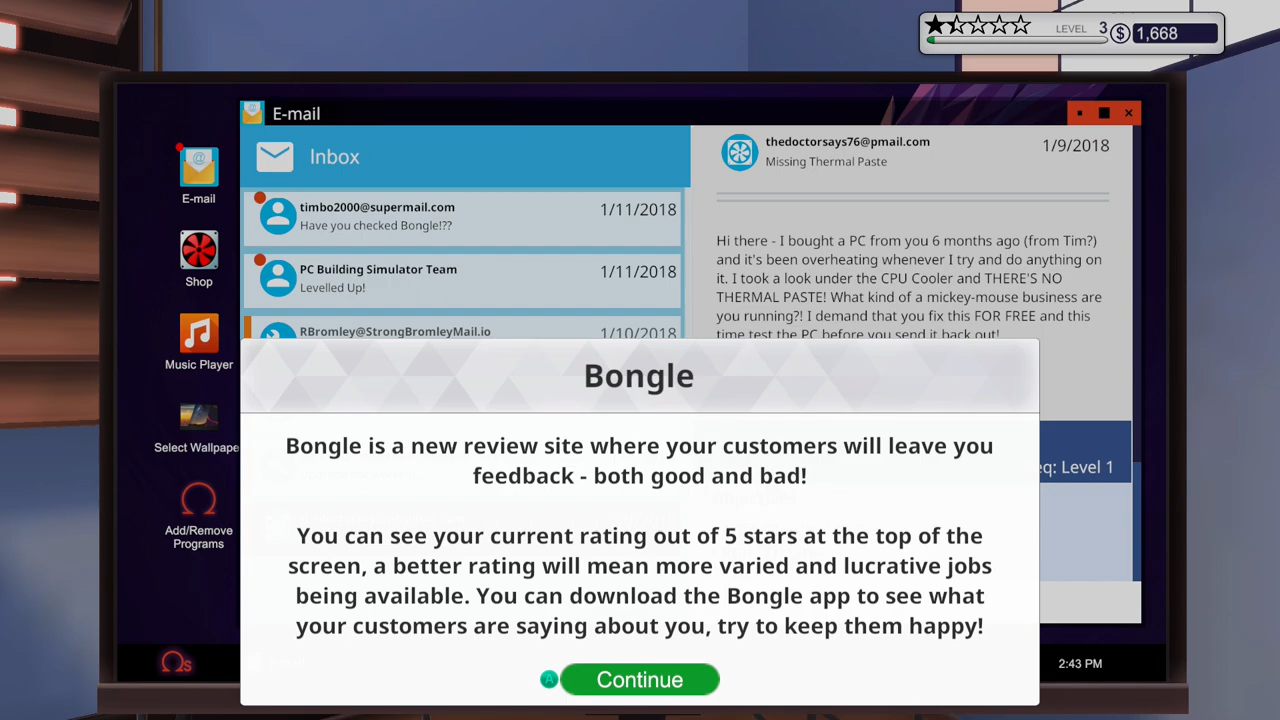 LEVEL 3 $ 1,668
E-mail
Inbox
thedoctorsays76@pmail.com 1/9/2018
Missing Thermal Paste
E-mail
timbo2000@supermail.com 1/11/2018
Have you checked Bongle!??
PC Building Simulator Team 1/11/2018
Levelled Up!
RBromley@StrongBromleyMail.io 1/10/2018
Hi there - I bought a PC from you 6 months ago (from Tim?)
and it's been overheating whenever I try and do anything on
it. I took a look under the CPU Cooler and THERE'S NO
THERMAL PASTE! What kind of a mickey-mouse business are
you running?! I demand that you fix this FOR FREE and this
time test the PC before you send it back out!
Shop
Music Player
Select Wallpape
Add/Remove
Programs
eq: Level 1
Bongle
Bongle is a new review site where your customers will leave you
feedback - both good and bad!
You can see your current rating out of 5 stars at the top of the
screen, a better rating will mean more varied and lucrative jobs
being available. You can download the Bongle app to see what
your customers are saying about you, try to keep them happy!
A Continue
Ωs
2:43 PM